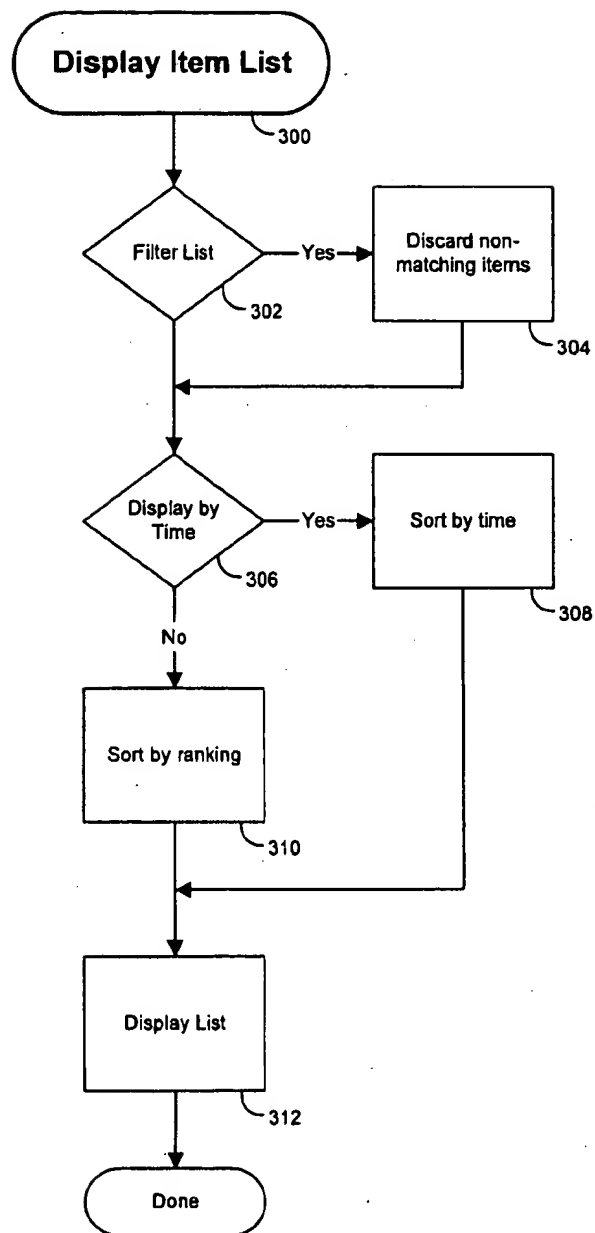 Display Item List
300
Filter List
Yes
Discard non-
matching items
302
304
Display by
Time
Yes
Sort by time
306
308
No
Sort by ranking
310
Display List
312
Done